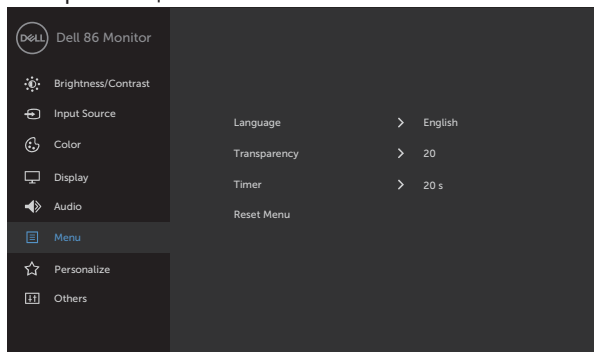 DELL
Dell 86 Monitor
Brightness/Contrast
Input Source
Color
Display
Audio
Menu
Personalize
Others
Language > English
Transparency > 20
Timer > 20 s
Reset Menu